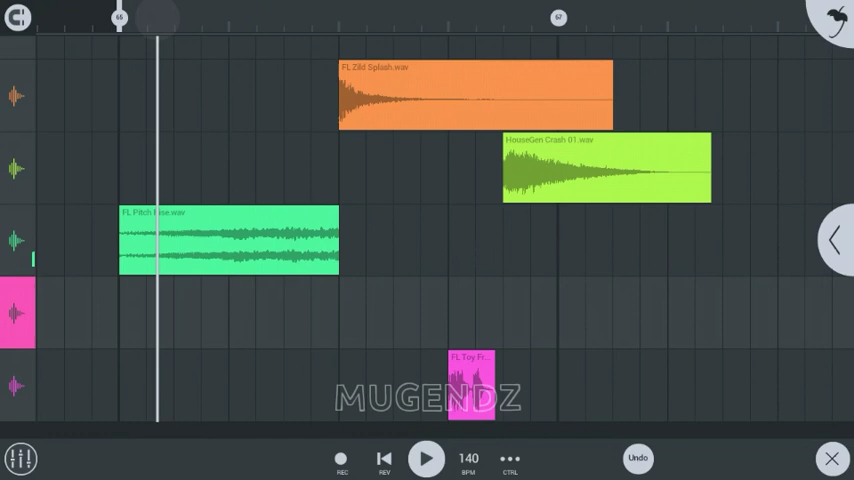 65
67
FL Zild Splash.wav
HouseGen Crash 01.wav
FL Pitch Rise.wav
FL Toy Fr...
MUGENDZ
140
Undo
REC
REV
BPM
CTRL